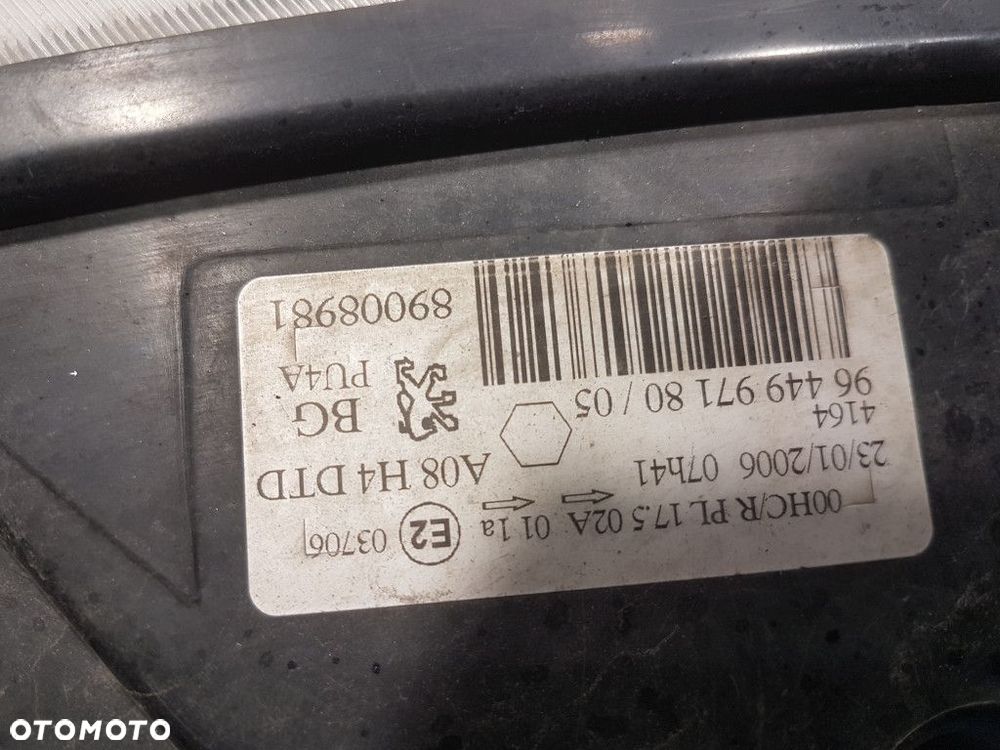 00HC/R PL 17.5 02A 01 1a E2 03706
23/01/2006 07h41
A08 H4 DTD
4164
96 449 971 80 / 05
BG
PU4A
89008981
OTOMOTO